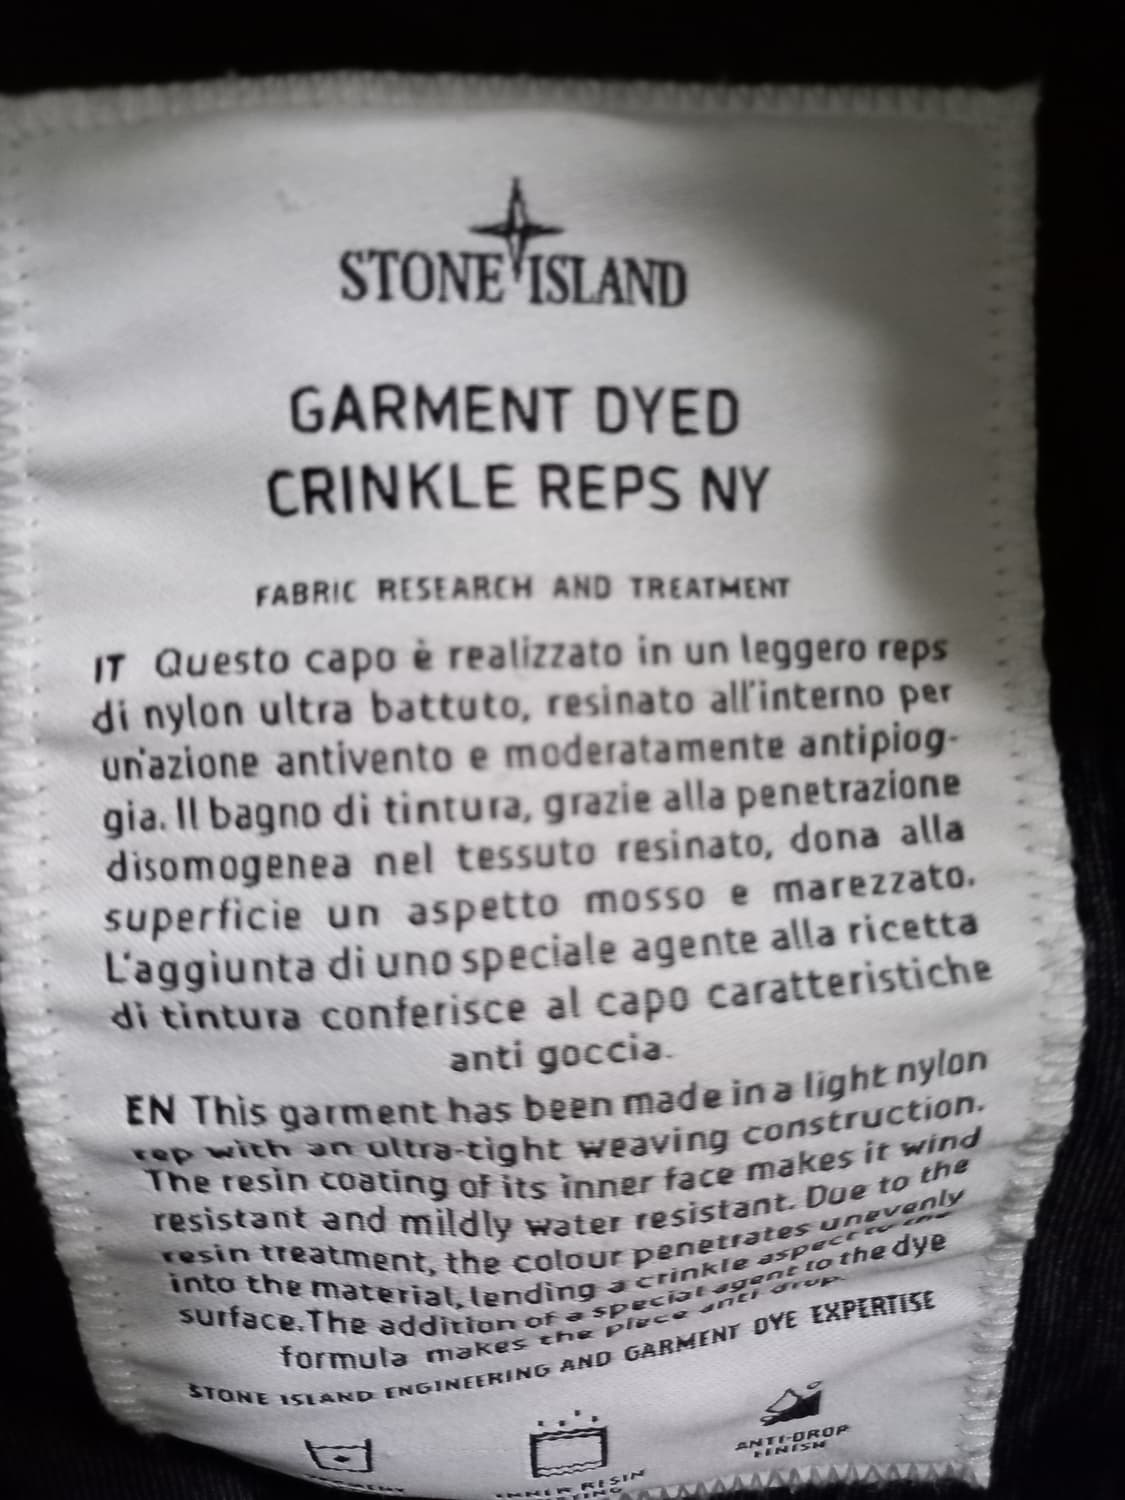 STONE ISLAND
GARMENT DYED
CRINKLE REPS NY
FABRIC RESEARCH AND TREATMENT
IT Questo capo è realizzato in un leggero reps
di nylon ultra battuto, resinato all'interno per
un'azione antivento e moderatamente antipiog-
gia. Il bagno di tintura, grazie alla penetrazione
disomogenea nel tessuto resinato, dona alla
superficie un aspetto mosso e marezzato.
L'aggiunta di uno speciale agente alla ricetta
di tintura conferisce al capo caratteristiche
anti goccia.
EN This garment has been made in a light nylon
rep with an ultra-tight weaving construction.
The resin coating of its inner face makes it wind
resistant and mildly water resistant. Due to the
resin treatment, the colour penetrates unevenly
into the material, lending a crinkle aspect to the
surface. The addition of a special agent to the dye
formula makes the piece anti drop.
STONE ISLAND ENGINEERING AND GARMENT DYE EXPERTISE
ANTI-DROP
FINISH
INNER RESIN